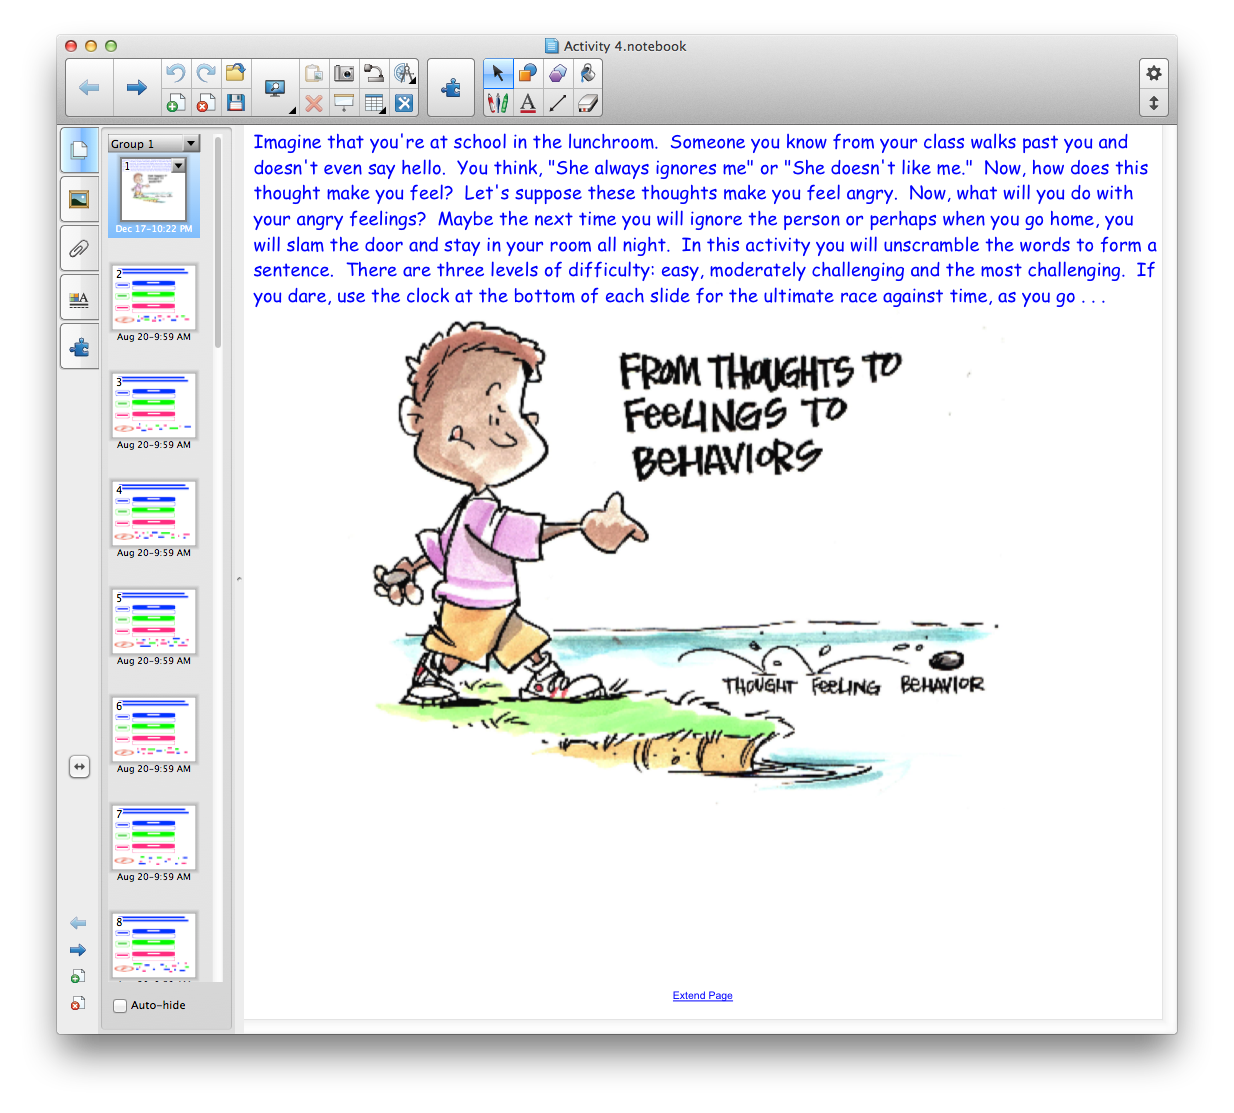 Activity 4.notebook
Group 1
1
Dec 17-10:22 PM
2
Aug 20-9:59 AM
3
Aug 20-9:59 AM
4
Aug 20-9:59 AM
5
Aug 20-9:59 AM
6
Aug 20-9:59 AM
7
Aug 20-9:59 AM
8
Auto-hide
Imagine that you're at school in the lunchroom.  Someone you know from your class walks past you and
doesn't even say hello.  You think, "She always ignores me" or "She doesn't like me."  Now, how does this
thought make you feel?  Let's suppose these thoughts make you feel angry.  Now, what will you do with
your angry feelings?  Maybe the next time you will ignore the person or perhaps when you go home, you
will slam the door and stay in your room all night.  In this activity you will unscramble the words to form a
sentence.  There are three levels of difficulty: easy, moderately challenging and the most challenging.  If
you dare, use the clock at the bottom of each slide for the ultimate race against time, as you go . . .
FROM THOUGHTS TO
FEELINGS TO
BEHAVIORS
THOUGHT FEELING BEHAVIOR
Extend Page